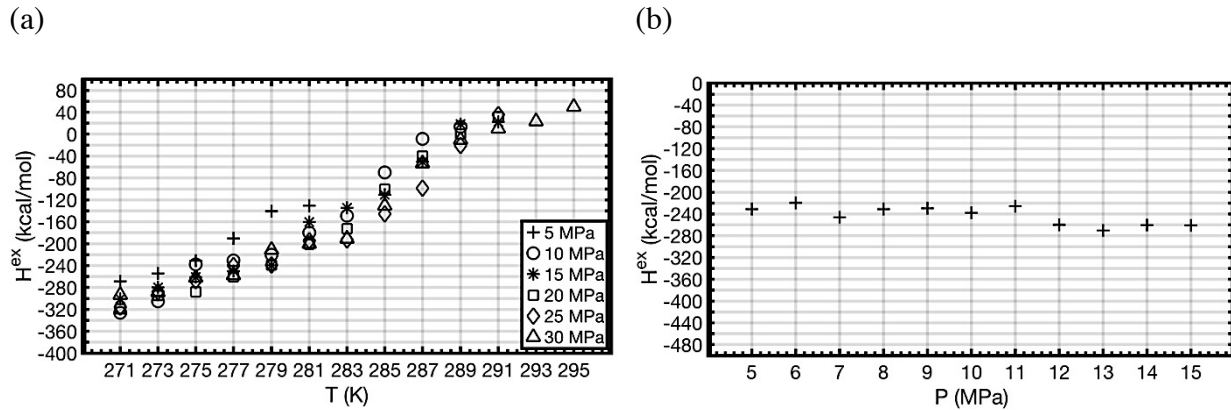 (a)
(b)
80
40
0
-40
-80
-120
-160
-200
-240
-280
-320
-360
-400
H^ex (kcal/mol)
+ 5 MPa
○ 10 MPa
✱ 15 MPa
□ 20 MPa
◇ 25 MPa
△ 30 MPa
271 273 275 277 279 281 283 285 287 289 291 293 295
T (K)
0
-40
-80
-120
-160
-200
-240
-280
-320
-360
-400
-440
-480
H^ex (kcal/mol)
5 6 7 8 9 10 11 12 13 14 15
P (MPa)